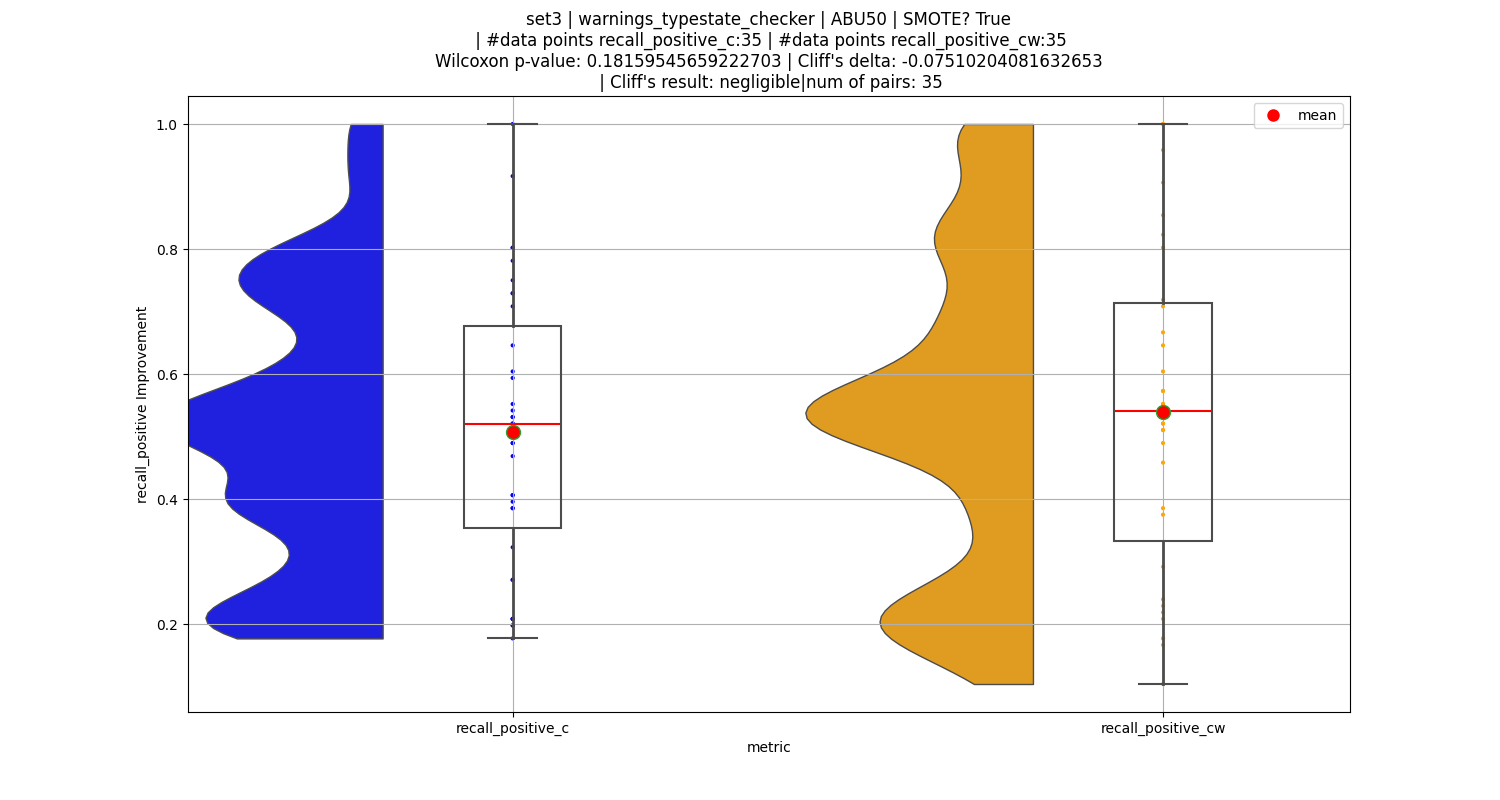 set3 | warnings_typestate_checker | ABU50 | SMOTE? True
| #data points recall_positive_c:35 | #data points recall_positive_cw:35
Wilcoxon p-value: 0.18159545659222703 | Cliff's delta: -0.07510204081632653
| Cliff's result: negligible|num of pairs: 35
mean
recall_positive Improvement
1.0
0.8
0.6
0.4
0.2
recall_positive_c
recall_positive_cw
metric